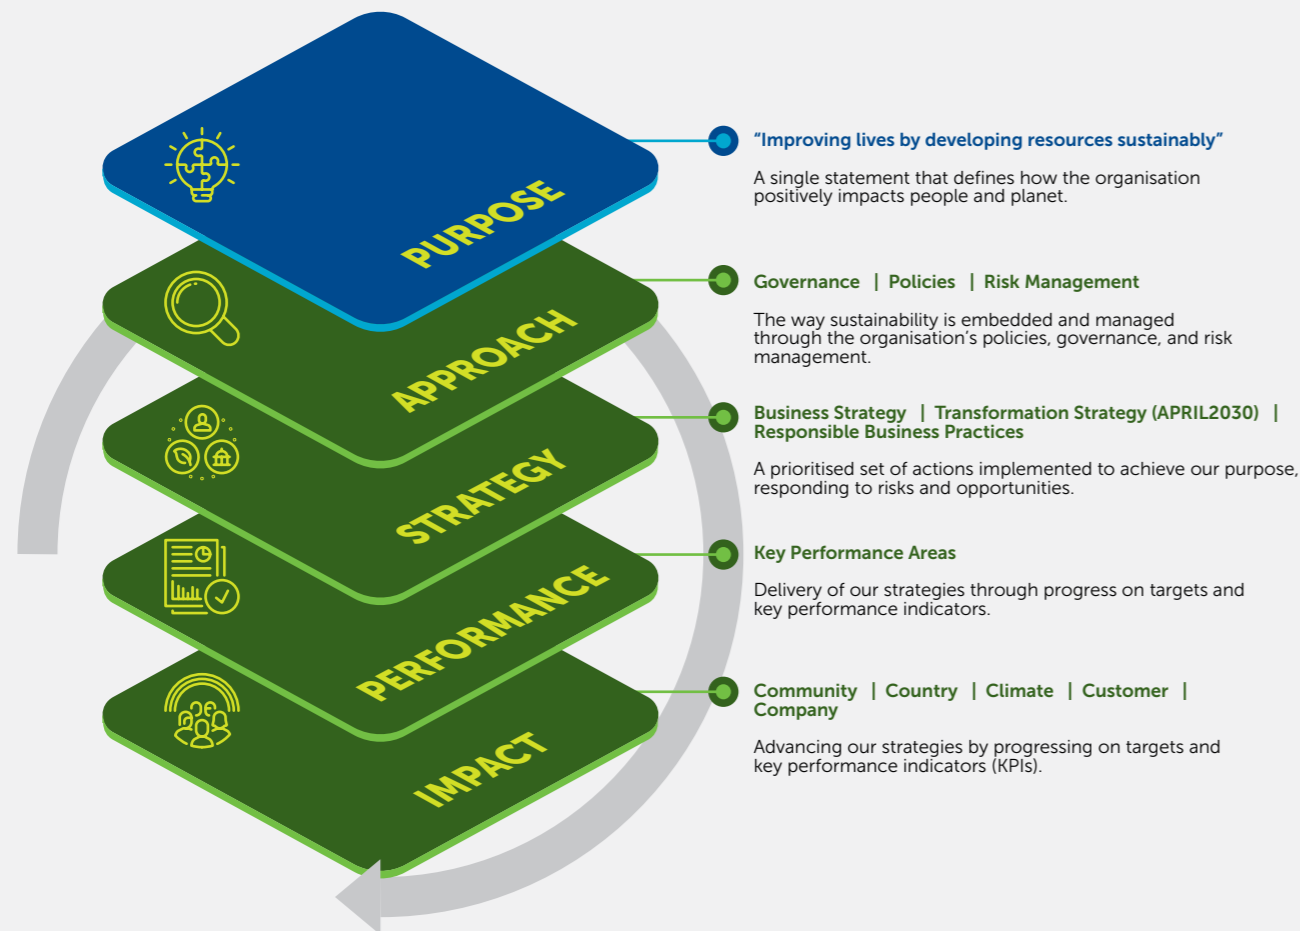 PURPOSE
“Improving lives by developing resources sustainably”
A single statement that defines how the organisation
positively impacts people and planet.
APPROACH
Governance | Policies | Risk Management
The way sustainability is embedded and managed
through the organisation’s policies, governance, and risk
management.
STRATEGY
Business Strategy | Transformation Strategy (APRIL2030) |
Responsible Business Practices
A prioritised set of actions implemented to achieve our purpose,
responding to risks and opportunities.
PERFORMANCE
Key Performance Areas
Delivery of our strategies through progress on targets and
key performance indicators.
IMPACT
Community | Country | Climate | Customer |
Company
Advancing our strategies by progressing on targets and
key performance indicators (KPIs).